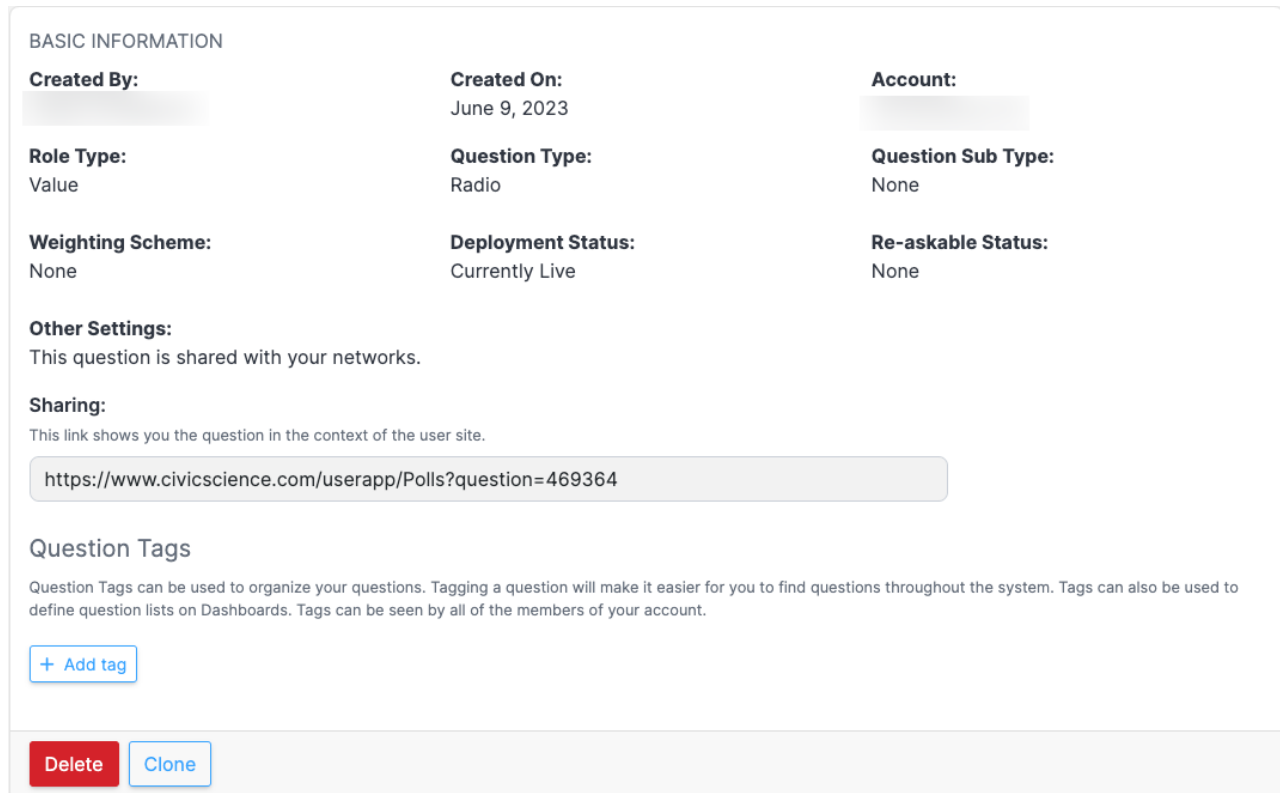 BASIC INFORMATION
Created By:
Created On:
June 9, 2023
Account:
Role Type:
Value
Question Type:
Radio
Question Sub Type:
None
Weighting Scheme:
None
Deployment Status:
Currently Live
Re-askable Status:
None
Other Settings:
This question is shared with your networks.
Sharing:
This link shows you the question in the context of the user site.
https://www.civicscience.com/userapp/Polls?question=469364
Question Tags
Question Tags can be used to organize your questions. Tagging a question will make it easier for you to find questions throughout the system. Tags can also be used to
define question lists on Dashboards. Tags can be seen by all of the members of your account.
+ Add tag
Delete
Clone